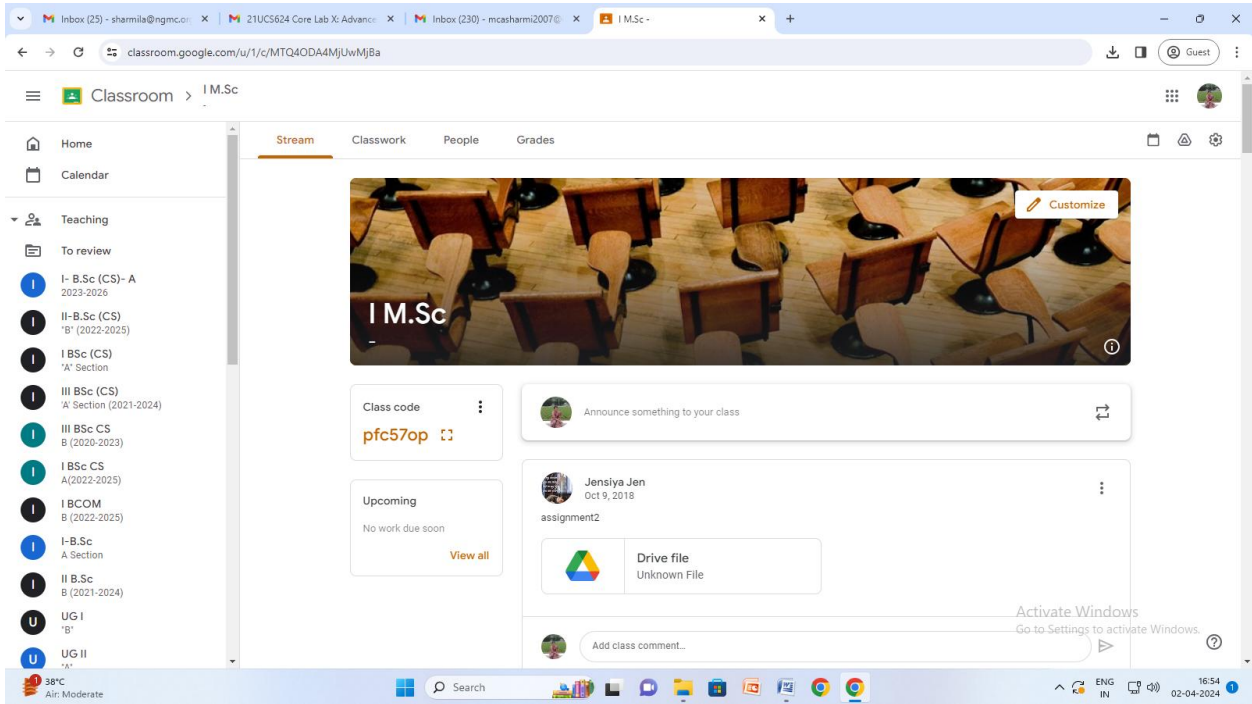 Inbox (25) - sharmila@ngmc.or
21UCS624 Core Lab X: Advance
Inbox (230) - mcasharmi2007@
I M.Sc -
classroom.google.com/u/1/c/MTQ4ODA4MjUwMjBa
Guest
Classroom > I M.Sc
-
Home
Calendar
Teaching
To review
I
I- B.Sc (CS)- A
2023-2026
I
II-B.Sc (CS)
"B" (2022-2025)
I
I BSc (CS)
"A" Section
I
III BSc (CS)
'A' Section (2021-2024)
I
III BSc CS
B (2020-2023)
I
I BSc CS
A(2022-2025)
I
I BCOM
B (2022-2025)
I
I-B.Sc
A Section
I
II B.Sc
B (2021-2024)
U
UG I
"B"
U
UG II
"A"
Stream Classwork People Grades
Customize
I M.Sc
-
Class code
pfc57op
Upcoming
No work due soon
View all
Announce something to your class
Jensiya Jen
Oct 9, 2018
assignment2
Drive file
Unknown File
Add class comment...
Activate Windows
Go to Settings to activate Windows.
1
38°C
Air: Moderate
Search
ENG
IN
16:54
02-04-2024
1